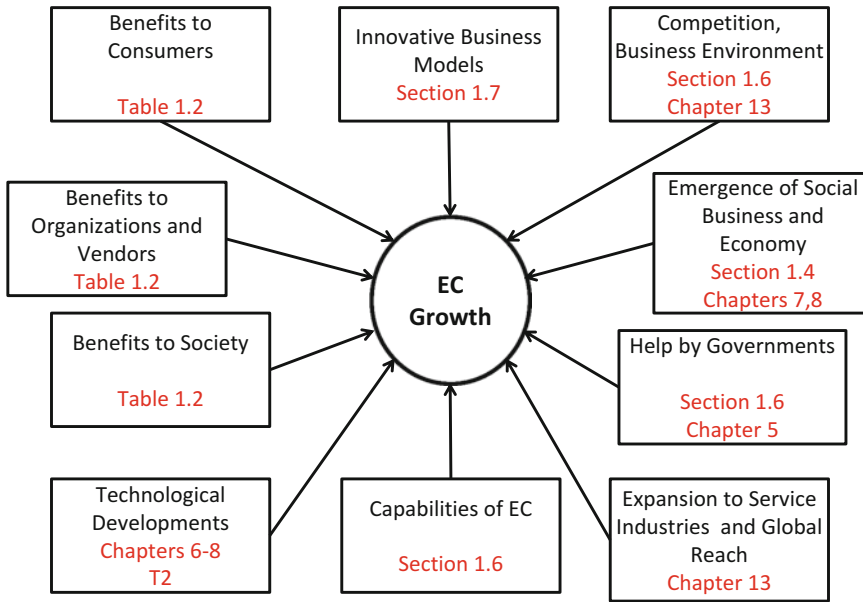 Benefits to
Consumers
Table 1.2
Innovative Business
Models
Section 1.7
Competition,
Business Environment
Section 1.6
Chapter 13
Benefits to
Organizations and
Vendors
Table 1.2
Emergence of Social
Business and
Economy
Section 1.4
Chapters 7,8
EC
Growth
Benefits to Society
Table 1.2
Help by Governments
Section 1.6
Chapter 5
Technological
Developments
Chapters 6-8
T2
Capabilities of EC
Section 1.6
Expansion to Service
Industries and Global
Reach
Chapter 13